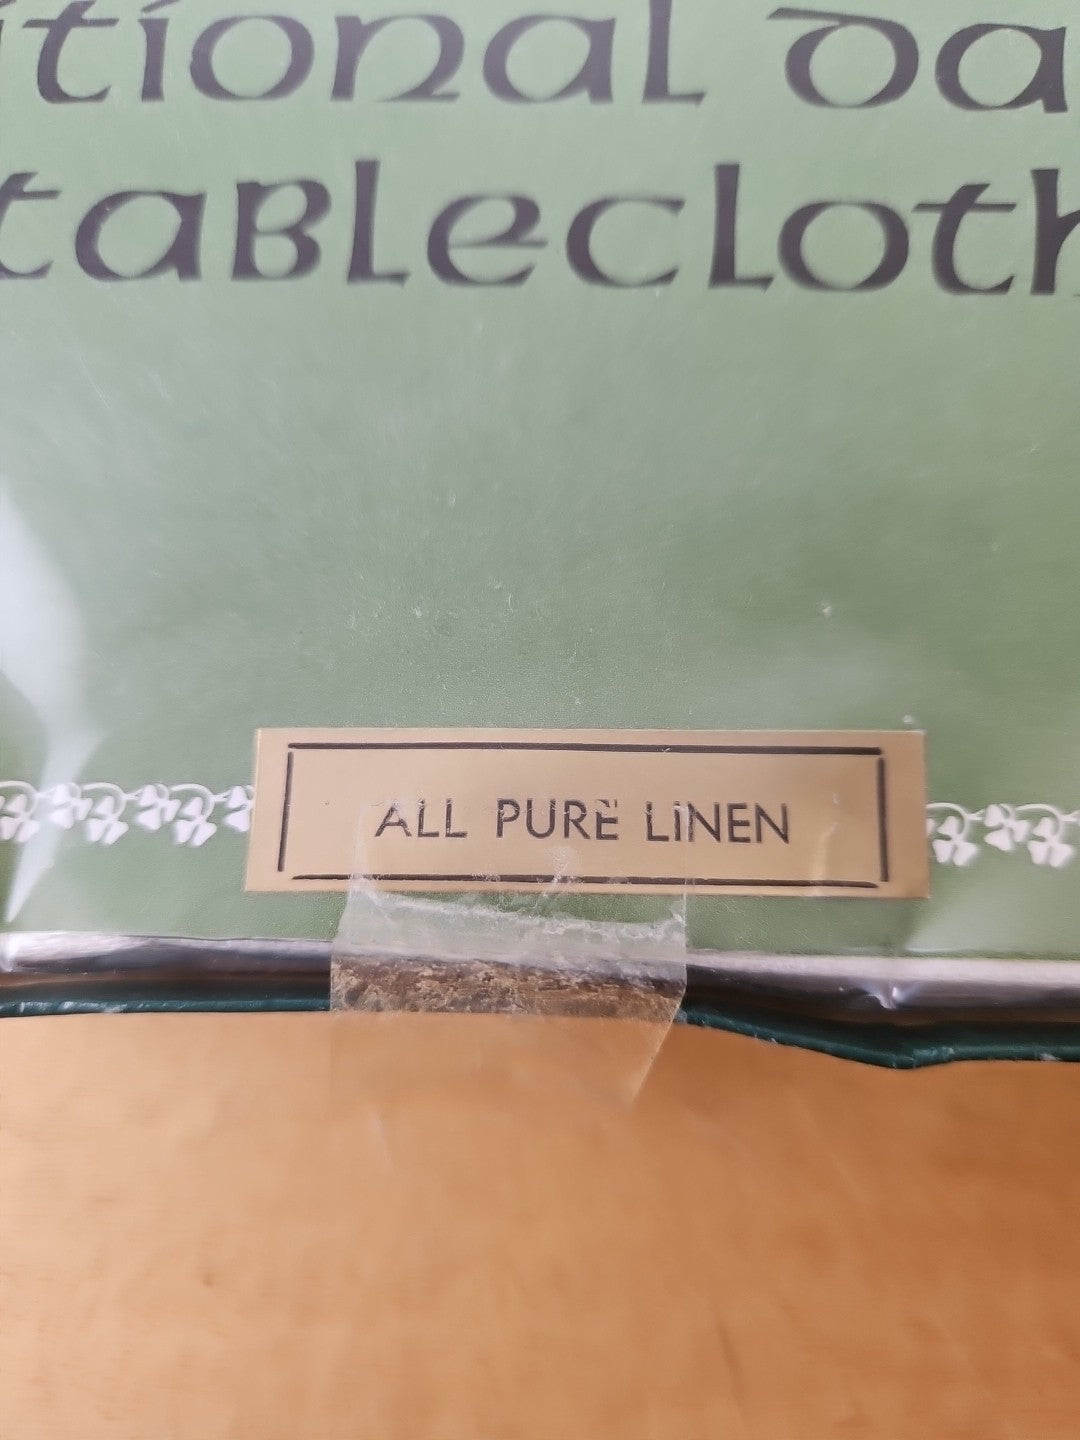 itional da
tablecloth
ALL PURE LINEN